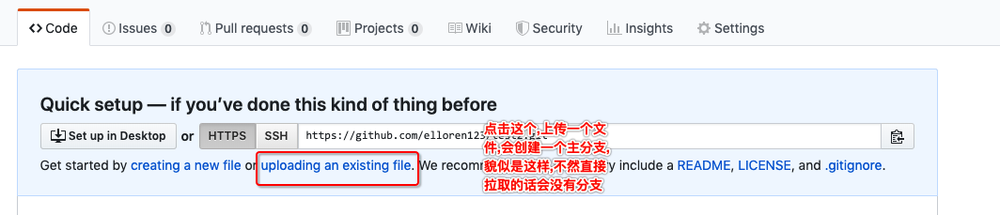 Code Issues 0 Pull requests 0 Projects 0 Wiki Security Insights Settings
Quick setup — if you've done this kind of thing before
Set up in Desktop or HTTPS SSH https://github.com/elloren123/
Get started by creating a new file or uploading an existing file. We recomm include a README, LICENSE, and .gitignore.
点击这个,上传一个文
件,会创建一个主分支,
貌似是这样,不然直接
拉取的话会没有分支